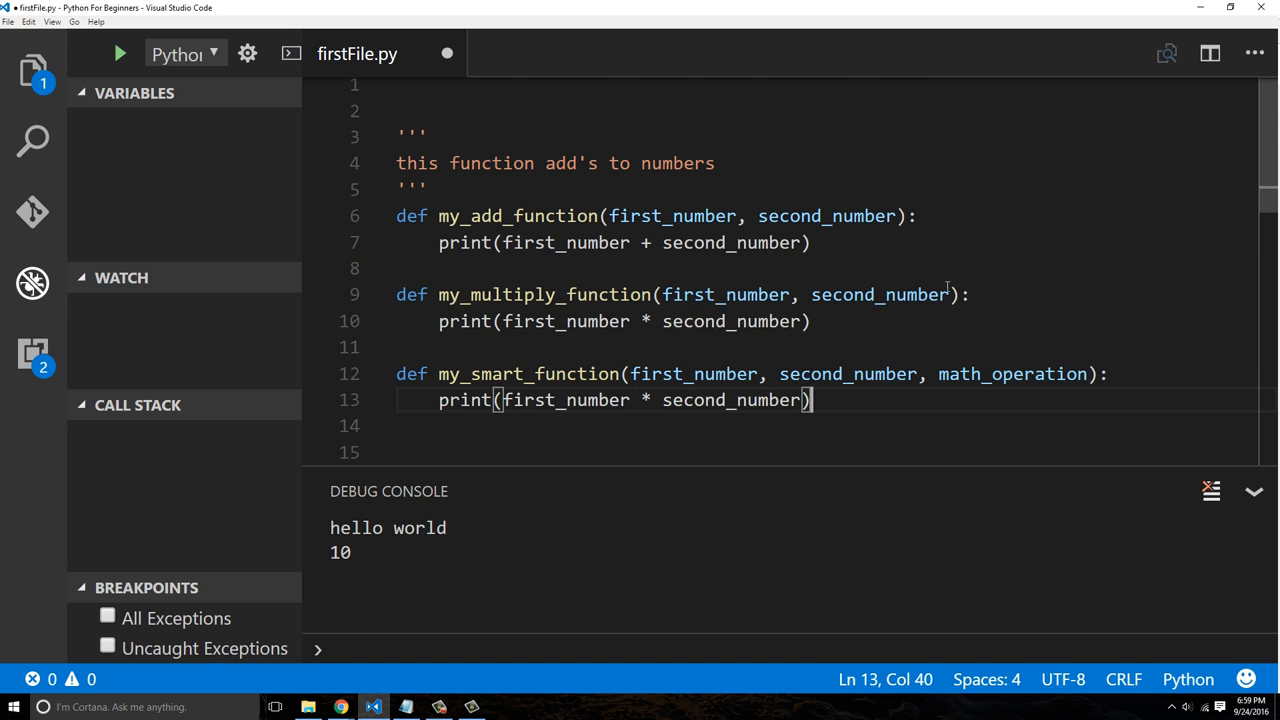 ● firstFile.py - Python For Beginners - Visual Studio Code
File Edit View Go Help
1
Pytho
firstFile.py
VARIABLES
WATCH
CALL STACK
2
BREAKPOINTS
All Exceptions
Uncaught Exceptions
1
2
3 '''
4 this function add's to numbers
5 '''
6 def my_add_function(first_number, second_number):
7 print(first_number + second_number)
8
9 def my_multiply_function(first_number, second_number):
10 print(first_number * second_number)
11
12 def my_smart_function(first_number, second_number, math_operation):
13 print(first_number * second_number)
14
15
DEBUG CONSOLE
hello world
10
0 0
Ln 13, Col 40 Spaces: 4 UTF-8 CRLF Python
I'm Cortana. Ask me anything.
6:59 PM
9/24/2016